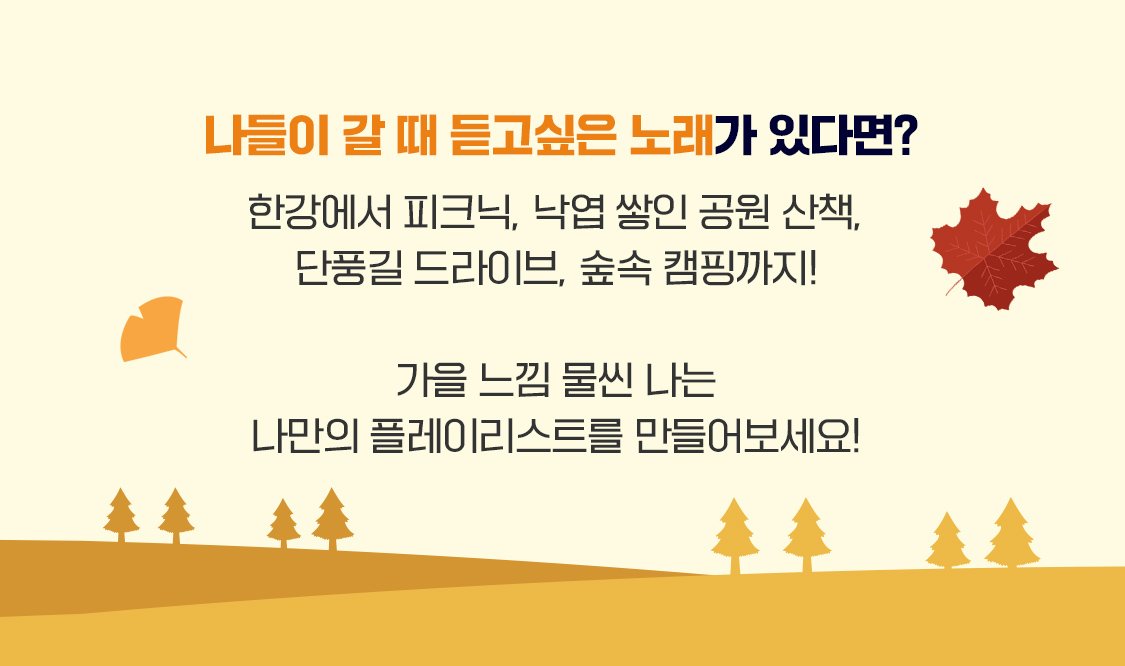 나들이 갈 때 듣고싶은 노래가 있다면?
한강에서 피크닉, 낙엽 쌓인 공원 산책,
단풍길 드라이브, 숲속 캠핑까지!
가을 느낌 물씬 나는
나만의 플레이리스트를 만들어보세요!